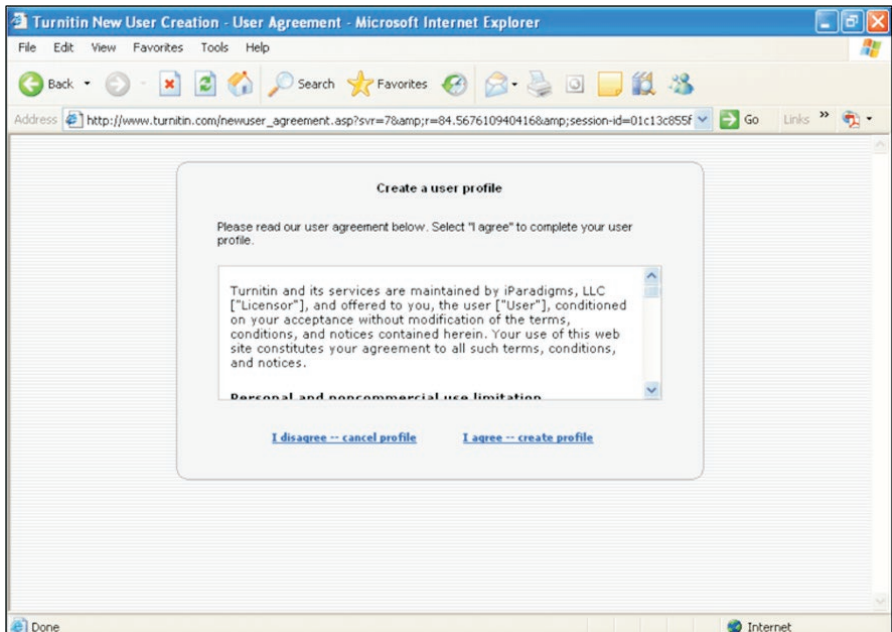 Turnitin New User Creation - User Agreement - Microsoft Internet Explorer
File Edit View Favorites Tools Help
Back Search Favorites
Address http://www.turnitin.com/newuser_agreement.asp?svr=7&amp;r=84.5676109404168&amp;session-id=01c13c855f Go Links »
Create a user profile
Please read our user agreement below. Select "I agree" to complete your user
profile.
Turnitin and its services are maintained by iParadigms, LLC
["Licensor"], and offered to you, the user ["User"], conditioned
on your acceptance without modification of the terms,
conditions, and notices contained herein. Your use of this web
site constitutes your agreement to all such terms, conditions,
and notices.
Personal and noncommercial use limitation
I disagree -- cancel profile I agree -- create profile
Done Internet